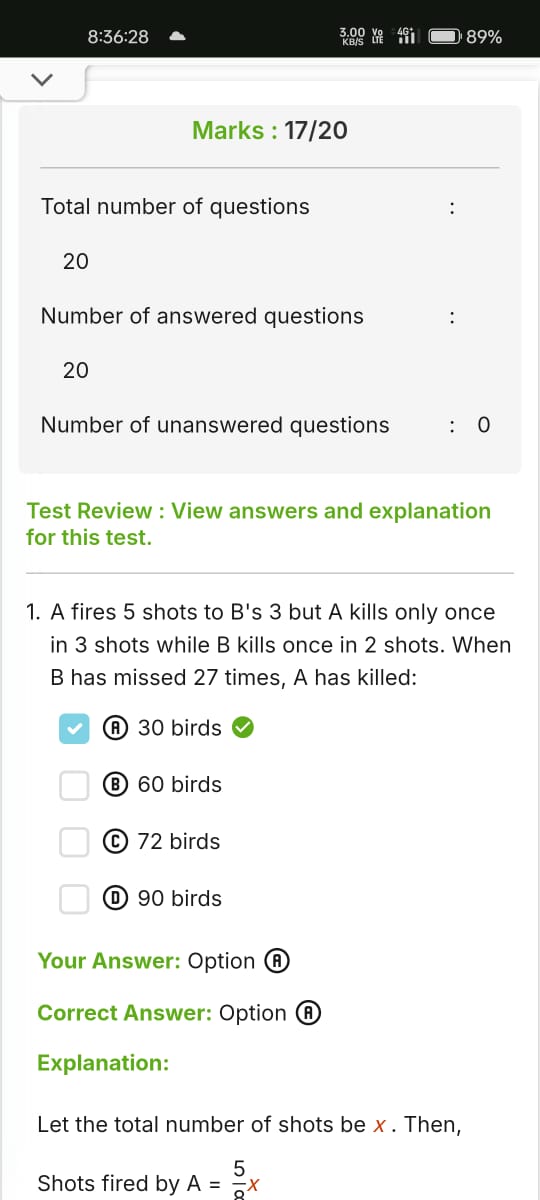 8:36:28 3.00 KB/S Vo LTE 4G+ 89%
Marks : 17/20
Total number of questions :
20
Number of answered questions :
20
Number of unanswered questions : 0
Test Review : View answers and explanation
for this test.
1. A fires 5 shots to B's 3 but A kills only once
in 3 shots while B kills once in 2 shots. When
B has missed 27 times, A has killed:
Ⓐ 30 birds
Ⓑ 60 birds
Ⓒ 72 birds
Ⓓ 90 birds
Your Answer: Option Ⓐ
Correct Answer: Option Ⓐ
Explanation:
Let the total number of shots be x . Then,
Shots fired by A = 5/8 x